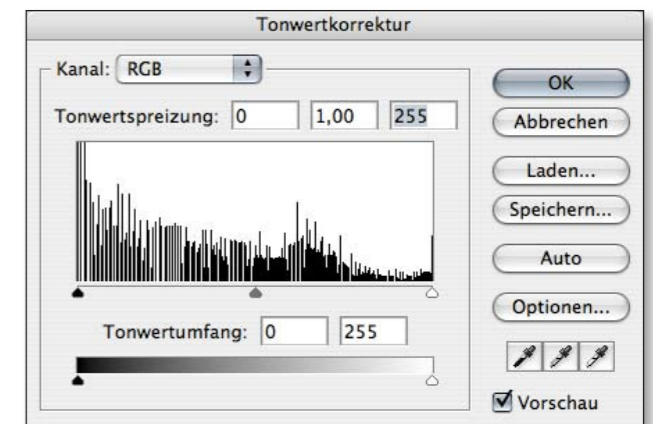 Tonwertkorrektur
Kanal: RGB
Tonwertspreizung: 0 1,00 255
Tonwertumfang: 0 255
OK
Abbrechen
Laden...
Speichern...
Auto
Optionen...
Vorschau